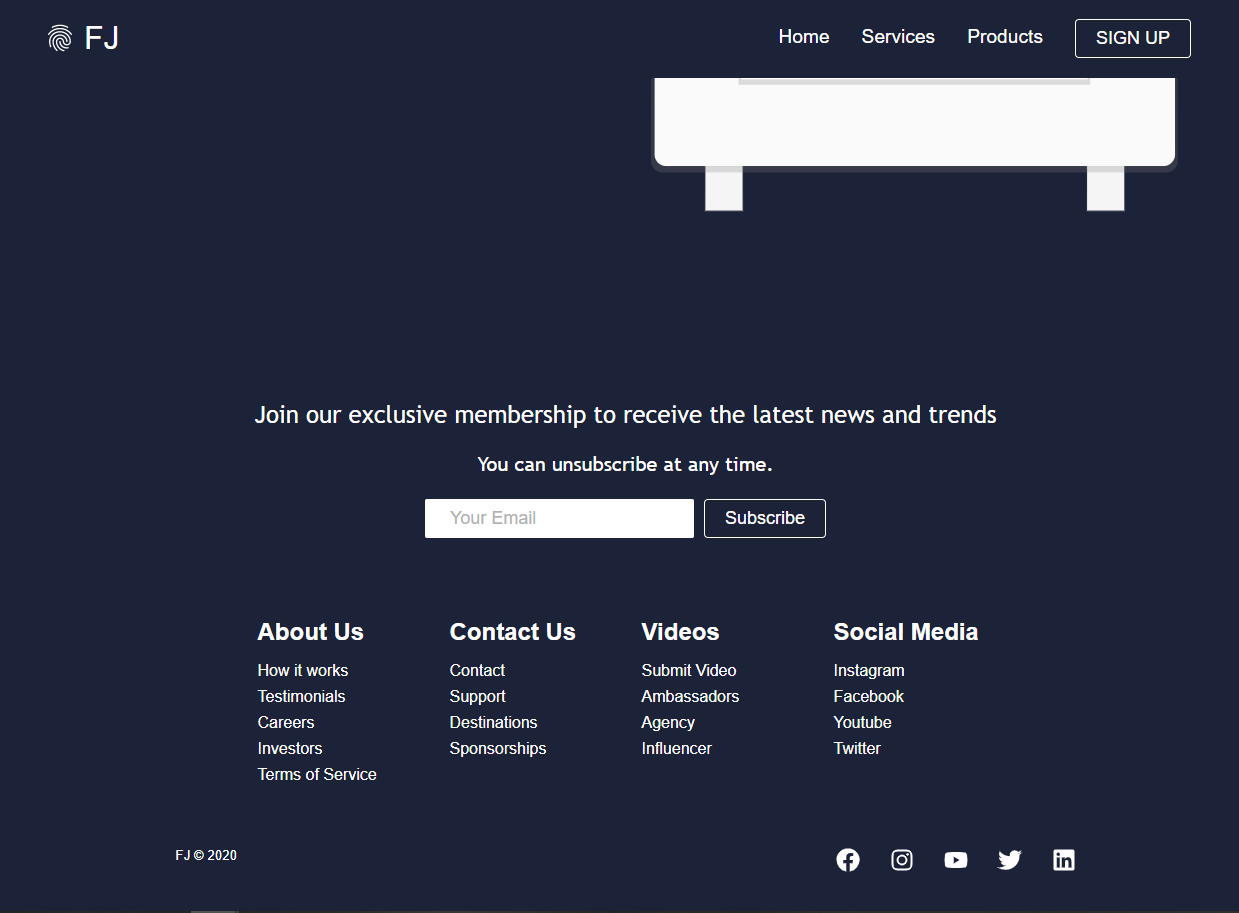 FJ
Home Services Products SIGN UP
Join our exclusive membership to receive the latest news and trends
You can unsubscribe at any time.
Your Email Subscribe
About Us
How it works
Testimonials
Careers
Investors
Terms of Service
Contact Us
Contact
Support
Destinations
Sponsorships
Videos
Submit Video
Ambassadors
Agency
Influencer
Social Media
Instagram
Facebook
Youtube
Twitter
FJ © 2020